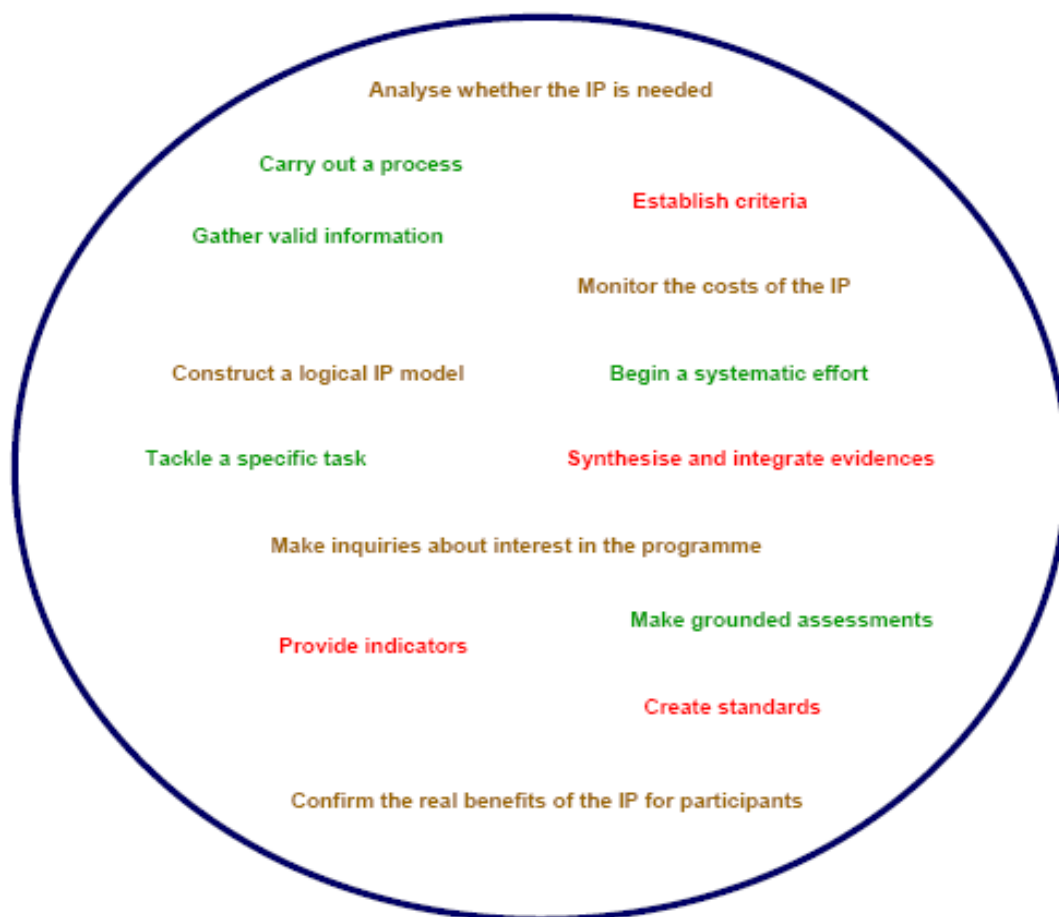 Analyse whether the IP is needed
Carry out a process
Establish criteria
Gather valid information
Monitor the costs of the IP
Construct a logical IP model
Begin a systematic effort
Tackle a specific task
Synthesise and integrate evidences
Make inquiries about interest in the programme
Make grounded assessments
Provide indicators
Create standards
Confirm the real benefits of the IP for participants